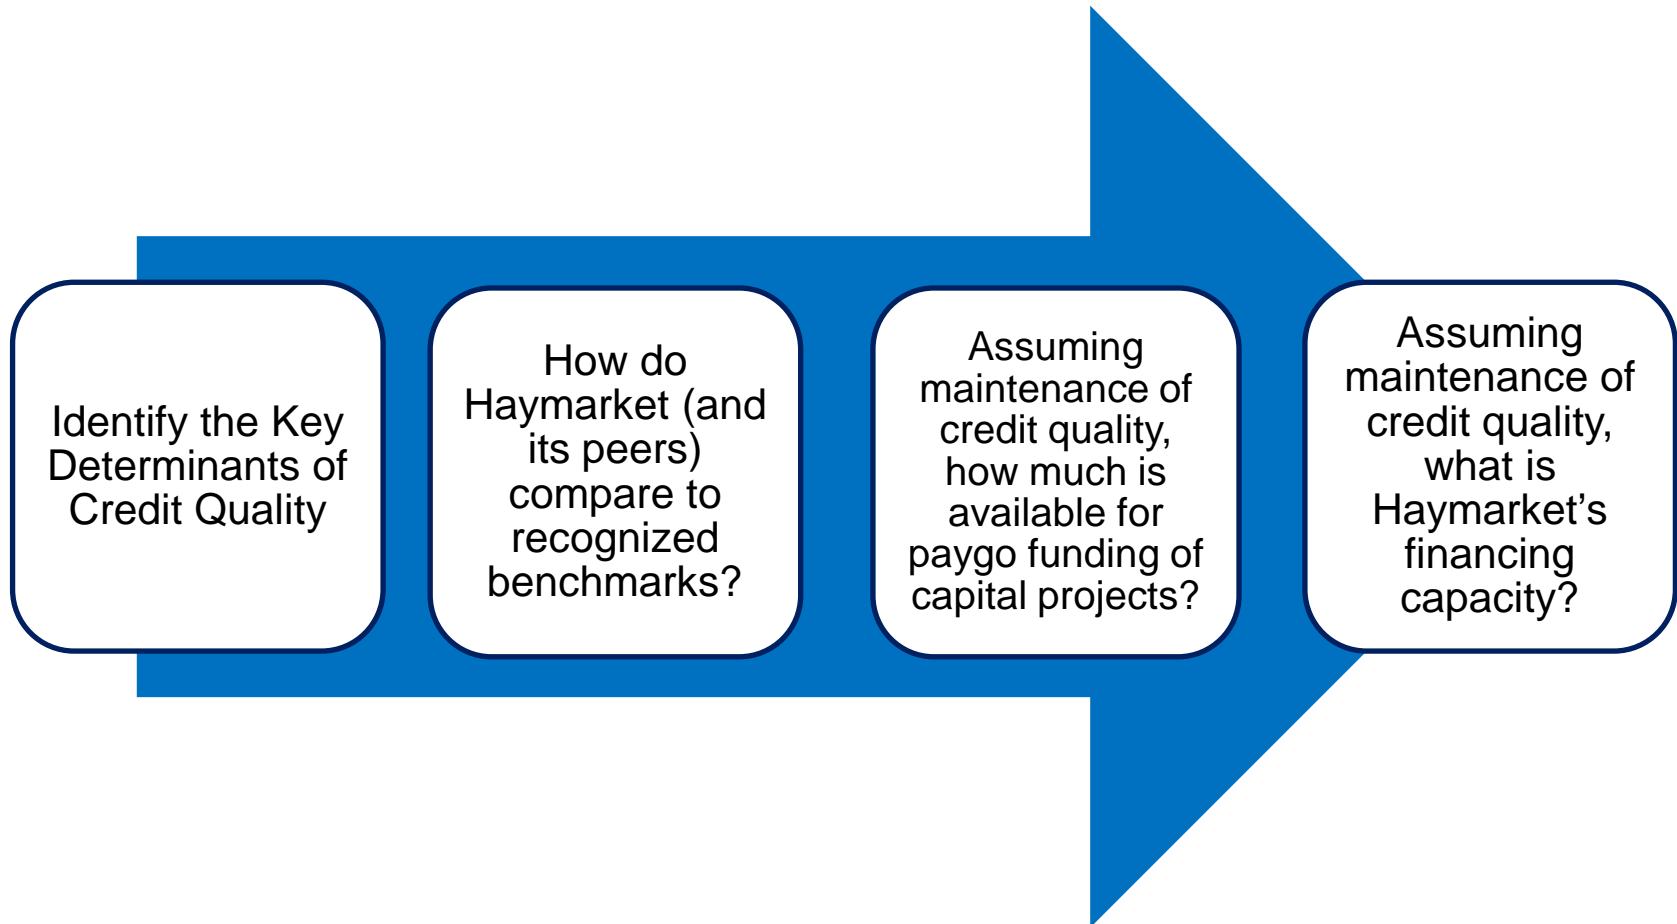 Identify the Key
Determinants of
Credit Quality
How do
Haymarket (and
its peers)
compare to
recognized
benchmarks?
Assuming
maintenance of
credit quality,
how much is
available for
paygo funding of
capital projects?
Assuming
maintenance of
credit quality,
what is
Haymarket’s
financing
capacity?